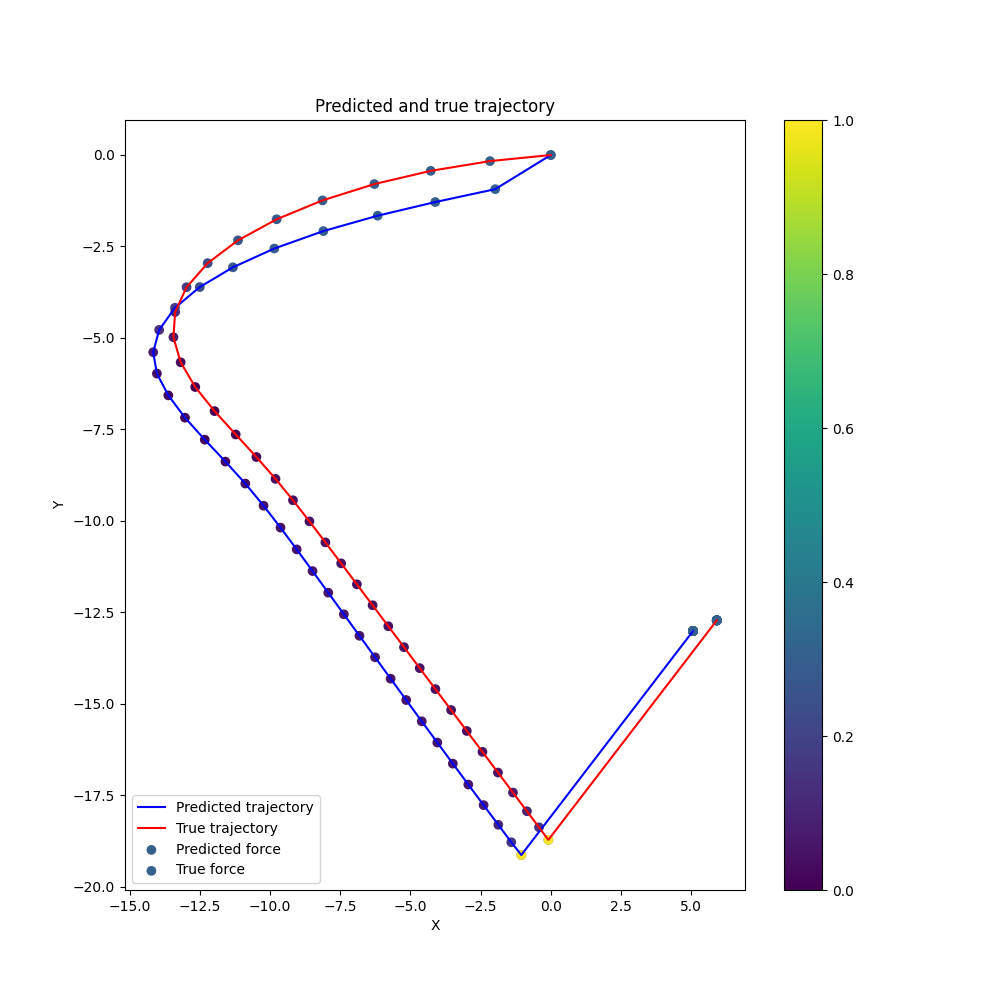 Predicted and true trajectory
0.0
−2.5
−5.0
−7.5
−10.0
−12.5
−15.0
−17.5
−20.0
Y
−15.0 −12.5 −10.0 −7.5 −5.0 −2.5 0.0 2.5 5.0
X
Predicted trajectory
True trajectory
Predicted force
True force
1.0
0.8
0.6
0.4
0.2
0.0